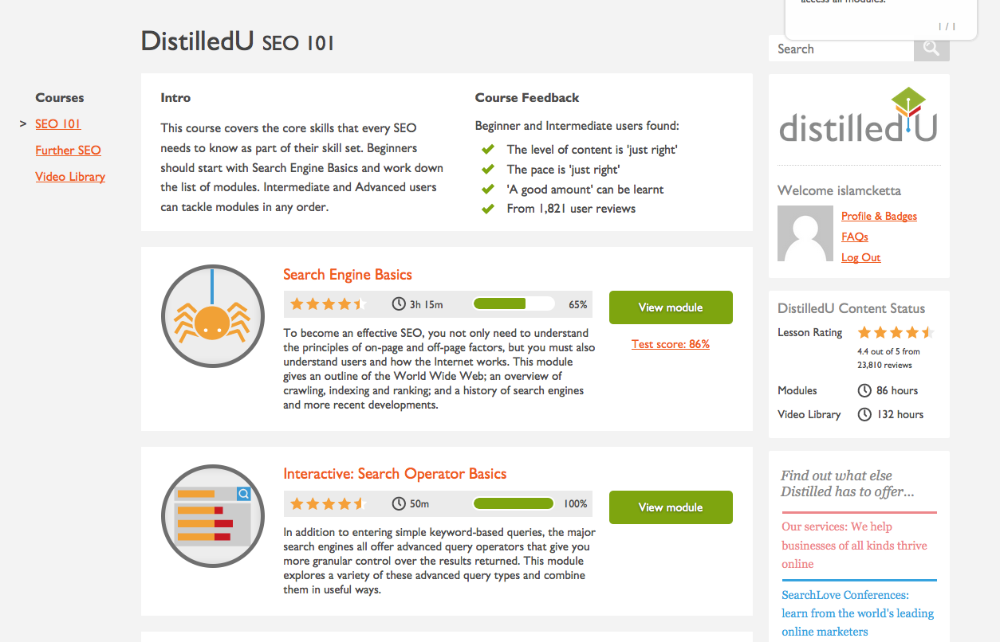 access all modules.
1 / 1
DistilledU SEO 101
Search
Courses
> SEO 101
Further SEO
Video Library
Intro
This course covers the core skills that every SEO
needs to know as part of their skill set. Beginners
should start with Search Engine Basics and work down
the list of modules. Intermediate and Advanced users
can tackle modules in any order.
Course Feedback
Beginner and Intermediate users found:
The level of content is 'just right'
The pace is 'just right'
'A good amount' can be learnt
From 1,821 user reviews
Search Engine Basics
3h 15m 65%
View module
Test score: 86%
To become an effective SEO, you not only need to understand
the principles of on-page and off-page factors, but you must also
understand users and how the Internet works. This module
gives an outline of the World Wide Web; an overview of
crawling, indexing and ranking; and a history of search engines
and more recent developments.
Interactive: Search Operator Basics
50m 100%
View module
In addition to entering simple keyword-based queries, the major
search engines all offer advanced query operators that give you
more granular control over the results returned. This module
explores a variety of these advanced query types and combine
them in useful ways.
distilledU
Welcome islamcketta
Profile & Badges
FAQs
Log Out
DistilledU Content Status
Lesson Rating
4.4 out of 5 from
23,810 reviews
Modules 86 hours
Video Library 132 hours
Find out what else
Distilled has to offer...
Our services: We help
businesses of all kinds thrive
online
SearchLove Conferences:
learn from the world's leading
online marketers